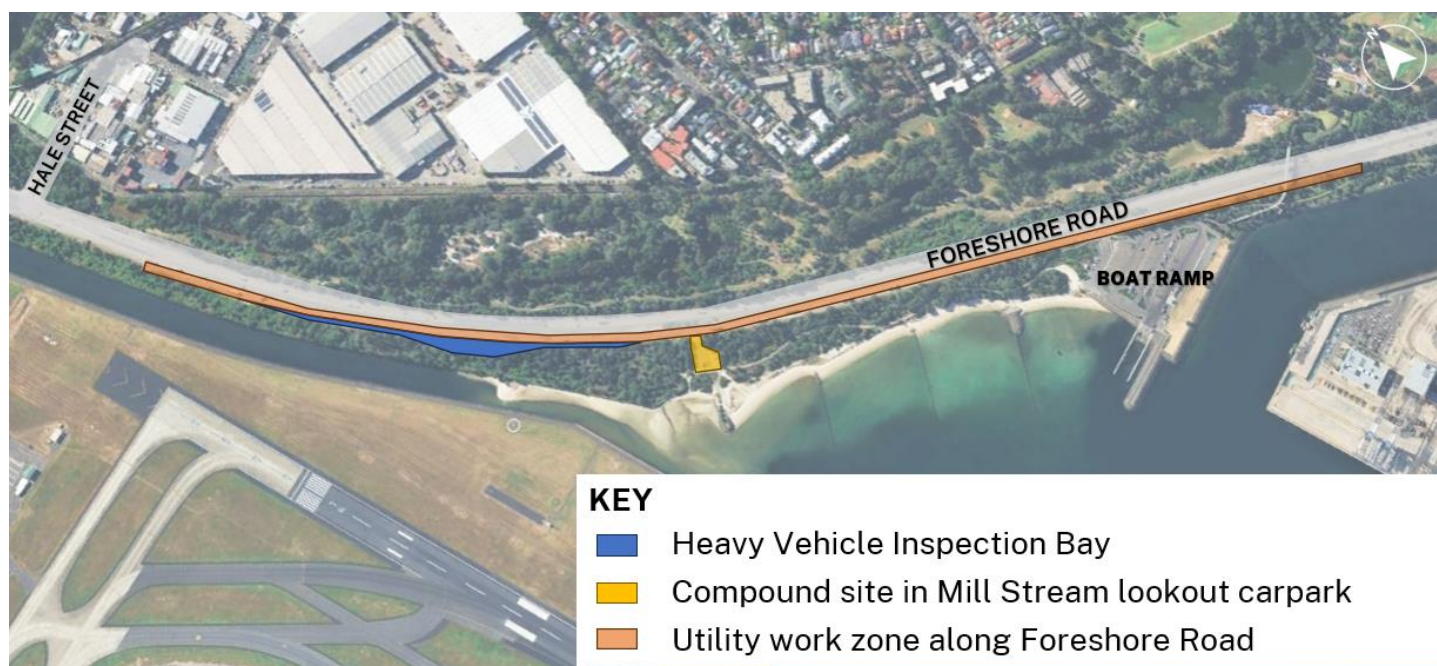 N
HALE STREET
FORESHORE ROAD
BOAT RAMP
KEY
Heavy Vehicle Inspection Bay
Compound site in Mill Stream lookout carpark
Utility work zone along Foreshore Road